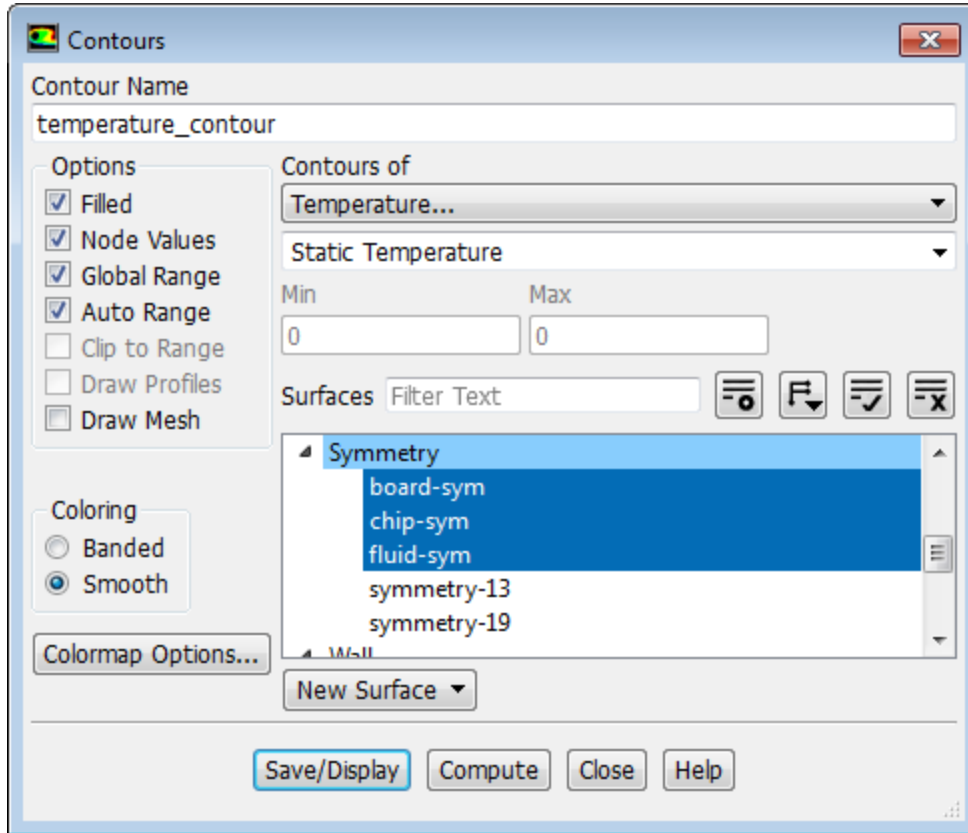 Contours
Contour Name
temperature_contour
Options
Filled
Node Values
Global Range
Auto Range
Clip to Range
Draw Profiles
Draw Mesh
Coloring
Banded
Smooth
Colormap Options...
Contours of
Temperature...
Static Temperature
Min Max
0 0
Surfaces Filter Text
Symmetry
board-sym
chip-sym
fluid-sym
symmetry-13
symmetry-19
Wall
New Surface
Save/Display Compute Close Help